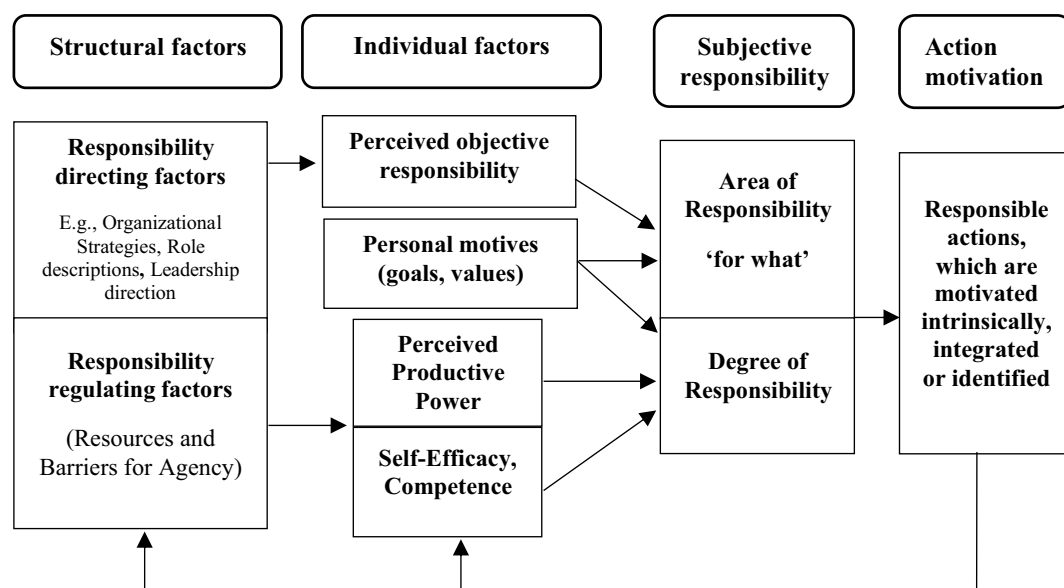 Structural factors
Individual factors
Subjective
responsibility
Action
motivation
Responsibility
directing factors
E.g., Organizational
Strategies, Role
descriptions, Leadership
direction
Responsibility
regulating factors
(Resources and
Barriers for Agency)
Perceived objective
responsibility
Personal motives
(goals, values)
Perceived
Productive
Power
Self-Efficacy,
Competence
Area of
Responsibility
‘for what’
Degree of
Responsibility
Responsible
actions,
which are
motivated
intrinsically,
integrated
or identified